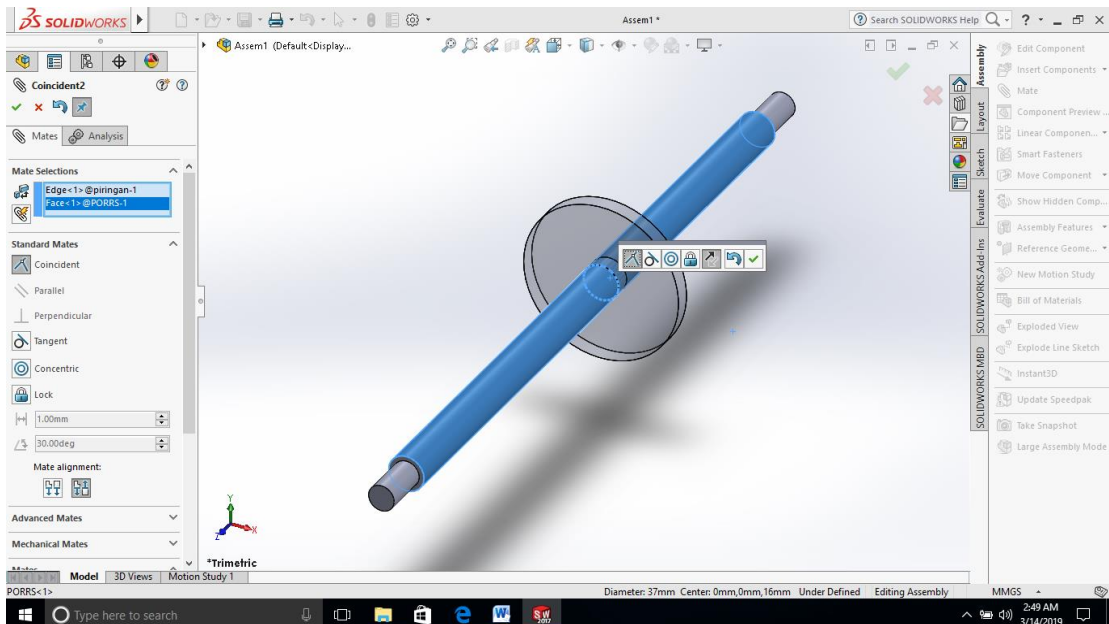 SOLIDWORKS
Assem1 *
Search SOLIDWORKS Help
Assem1 (Default<Display...
Coincident2
Mates
Analysis
Mate Selections
Edge<1>@piringan-1
Face<1>@PORRS-1
Standard Mates
Coincident
Parallel
Perpendicular
Tangent
Concentric
Lock
1.00mm
30.00deg
Mate alignment:
Advanced Mates
Mechanical Mates
Y
X
Z
*Trimetric
Model
3D Views
Motion Study 1
Assembly
Layout
Sketch
Evaluate
SOLIDWORKS Add-Ins
SOLIDWORKS MBD
Edit Component
Insert Components
Mate
Component Preview ...
Linear Componen...
Smart Fasteners
Move Component
Show Hidden Comp...
Assembly Features
Reference Geome...
New Motion Study
Bill of Materials
Exploded View
Explode Line Sketch
Instant3D
Update Speedpak
Take Snapshot
Large Assembly Mode
PORRS<1>
Diameter: 37mm Center: 0mm,0mm,16mm
Under Defined
Editing Assembly
MMGS
Type here to search
2:49 AM
3/14/2019